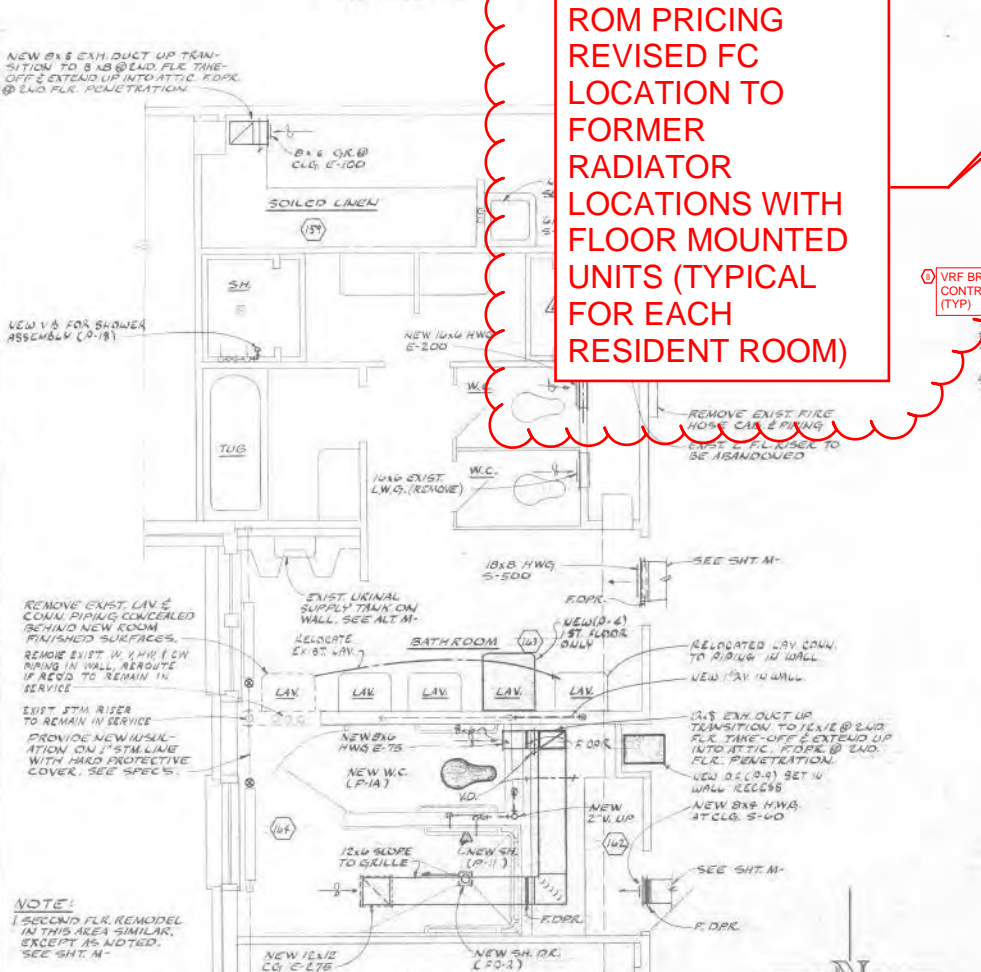 NEW 8x6 EXH. DUCT UP TRAN-
SITION TO 8x8 @ 2ND. FLR. TAKE-
OFF & EXTEND UP INTO ATTIC. F.DPR.
@ 2ND FLR. PENETRATION
8x6 GR. @
CLG. E-100
SOILED LINEN
159
ROM PRICING
REVISED FC
LOCATION TO
FORMER
RADIATOR
LOCATIONS WITH
FLOOR MOUNTED
UNITS (TYPICAL
FOR EACH
RESIDENT ROOM)
8
VRF BR
CONTR
(TYP)
SH.
NEW V.B. FOR SHOWER
ASSEMBLY (P-18)
NEW 16x6 HWG
E-200
W.C.
TUB
REMOVE EXIST. FIRE
HOSE CAB. & PIPING
EXIST. F.L. RISER TO
BE ABANDONED
16x6 EXIST.
L.W.G. (REMOVE)
W.C.
18x8 HWG
S-500
SEE SHT. M-
F.DPR.
EXIST. URINAL
SUPPLY TANK ON
WALL. SEE ALT M-
REMOVE EXIST. LAV. &
CONN. PIPING CONCEALED
BEHIND NEW ROOM
FINISHED SURFACES.
RELOCATE
EXIST. LAV.
BATHROOM
163
NEW (P-6)
1ST. FLOOR
ONLY
RELOCATED LAV. CONN.
TO PIPING IN WALL
REMOVE EXIST. W, V, HW, & CW
PIPING IN WALL, REROUTE
IF REQ'D TO REMAIN IN
SERVICE
LAV.
LAV.
LAV.
LAV.
LAV.
EXIST. STM. RISER
TO REMAIN IN SERVICE
PROVIDE NEW INSUL-
ATION ON 1" STM. LINE
WITH HARD PROTECTIVE
COVER. SEE SPECS.
NEW 8x6
HWG E-75
F.DPR.
EXH. DUCT UP
TRANSITION TO 12x12 @ 2ND
FLR. TAKE-OFF & EXTEND UP
INTO ATTIC. F.DPR. @ 2ND.
FLR. PENETRATION.
NEW W.C.
(P-1A)
V.D.
NEW D.F. (P-9) SET IN
WALL RECESS
NEW
2" V. UP
NEW 8x4 H.W.G.
AT CLG. S-60
164
162
12x6 SLOPE
TO GRILLE
NEW SH.
(P-11)
SEE SHT. M-
F.DPR.
F.DPR.
NOTE:
1 SECOND FLR. REMODEL
IN THIS AREA SIMILAR,
EXCEPT AS NOTED.
SEE SHT. M-
NEW 12x12
CG E-275
NEW SH. DR.
(FD-2)
N